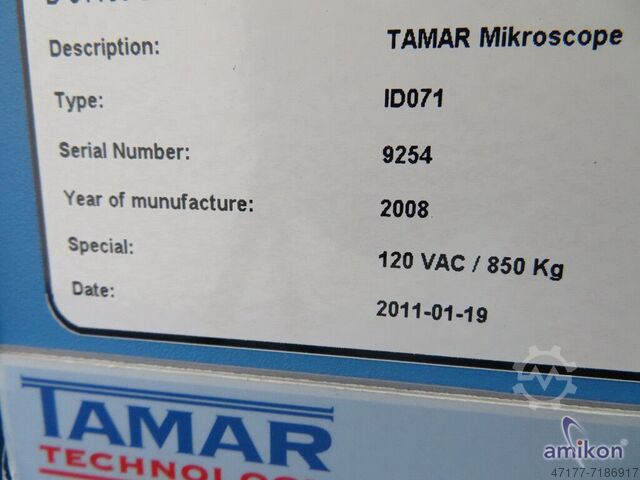 Description: TAMAR Mikroscope
Type: ID071
Serial Number: 9254
Year of munufacture: 2008
Special: 120 VAC / 850 Kg
Date: 2011-01-19
TAMAR
amikon
47177-7186917